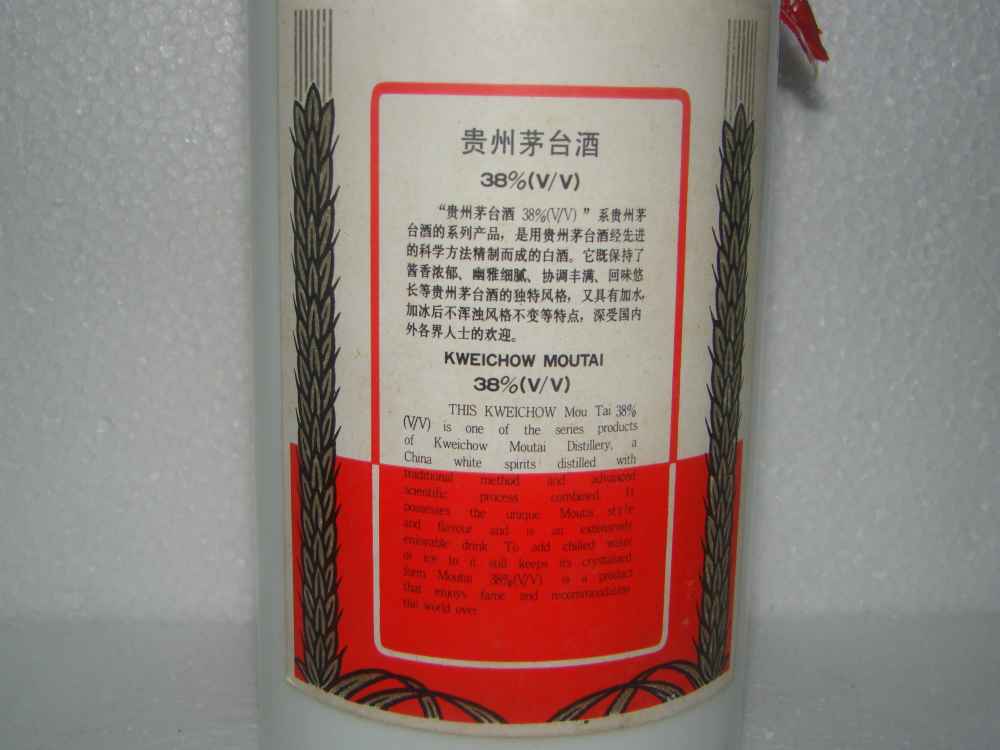 贵州茅台酒
38%(V/V)
“贵州茅台酒 38%(V/V)”系贵州茅
台酒的系列产品，是用贵州茅台酒经先进
的科学方法精制而成的白酒。它既保持了
酱香浓郁、幽雅细腻、协调丰满、回味悠
长等贵州茅台酒的独特风格，又具有加水，
加冰后不浑浊风格不变等特点，深受国内
外各界人士的欢迎。
KWEICHOW MOUTAI
38%(V/V)
THIS KWEICHOW Mou Tai 38%
(V/V) is one of the series products
of Kweichow Moutai Distillery, a
China white spirits distilled with
traditional method and advanced
scientific process combined. It
possesses the unique Moutai style
and flavour and is an extensively
enjoyable drink. To add chilled water
or ice to it still keeps its crystalined
form Moutai 38%(V/V) is a product
that enjoys fame and recommendation
the world over